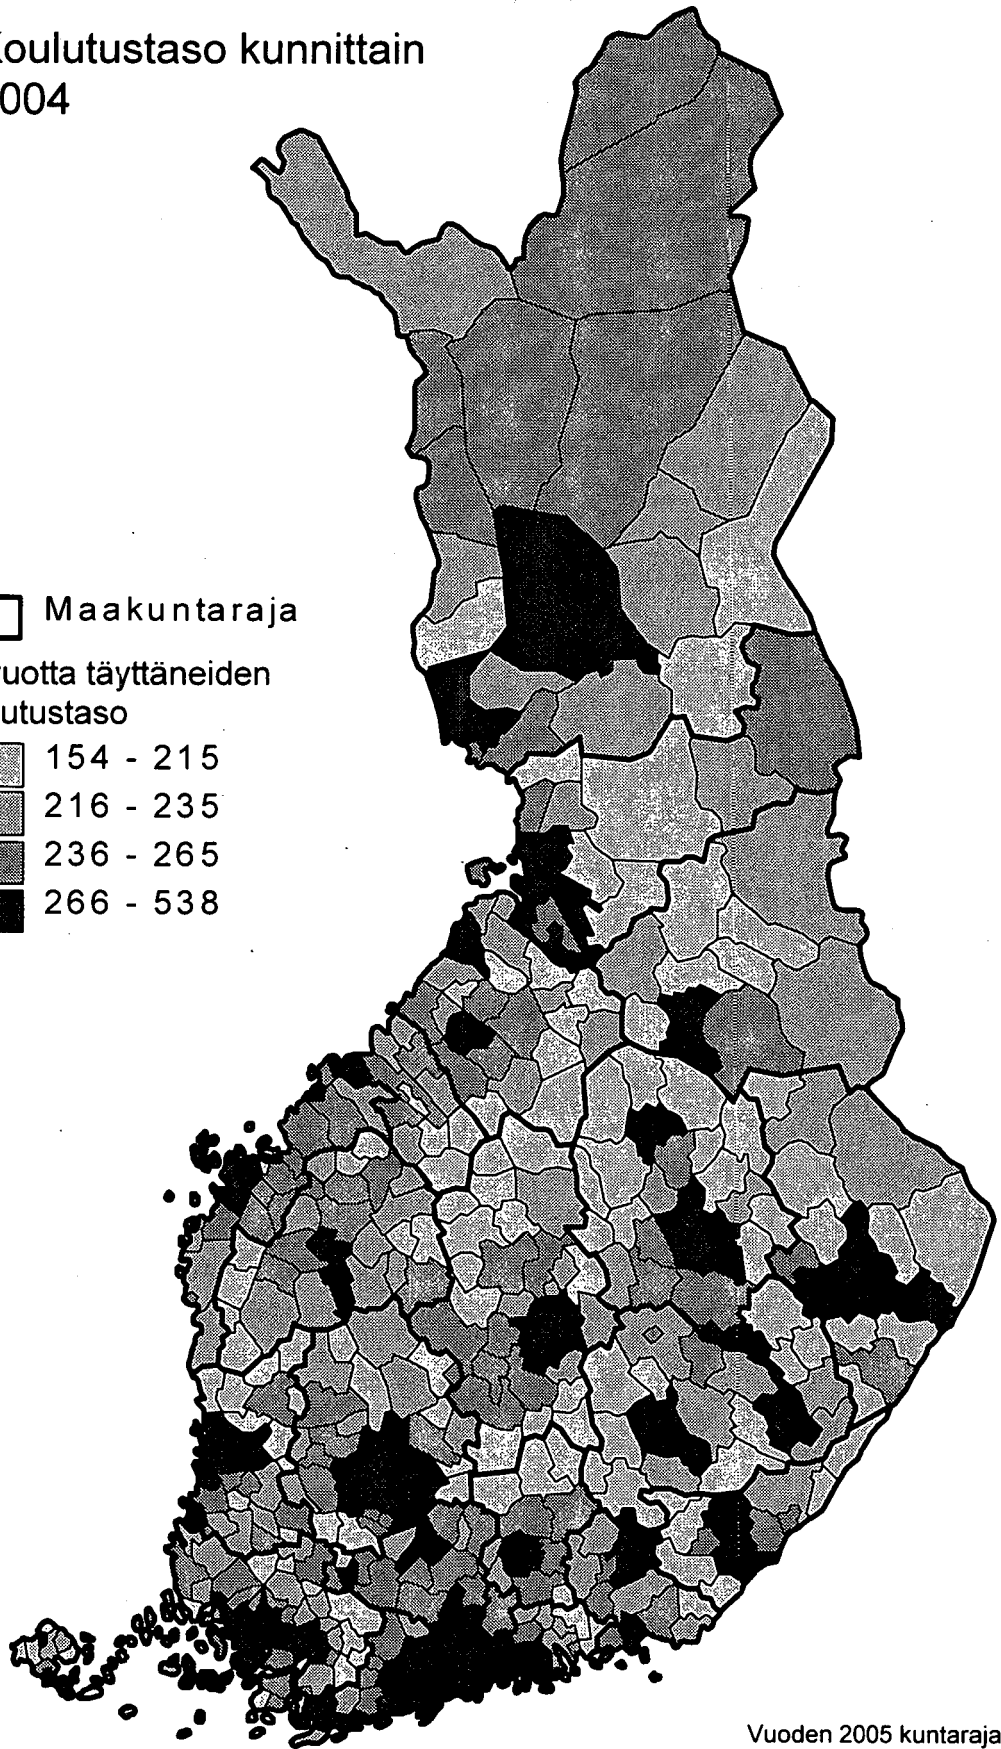 oulutustaso kunnittain
004
Maakuntaraja
uotta täyttäneiden
utustaso
154 - 215
216 - 235
236 - 265
266 - 538
Vuoden 2005 kuntaraja